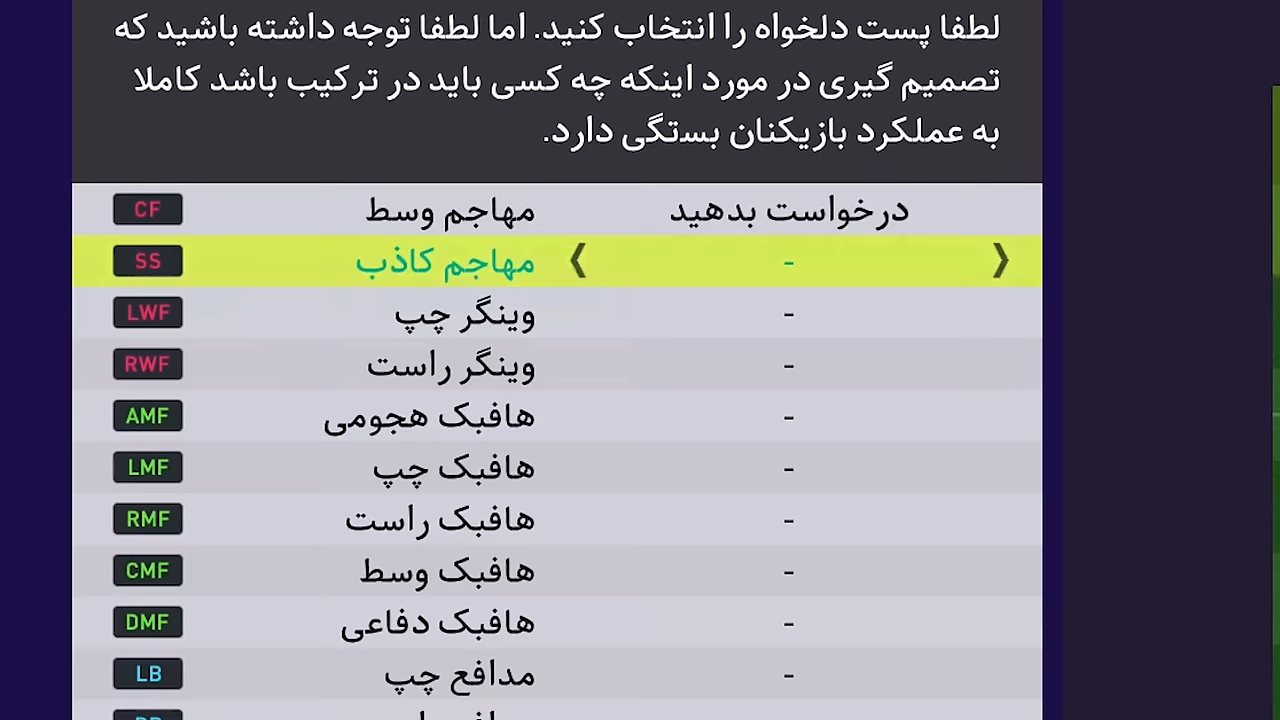 لطفا پست دلخواه را انتخاب کنید. اما لطفا توجه داشته باشید که
تصمیم گیری در مورد اینکه چه کسی باید در ترکیب باشد کاملا
به عملکرد بازیکنان بستگی دارد.
CF مهاجم وسط درخواست بدهید
SS مهاجم کاذب -
LWF وینگر چپ -
RWF وینگر راست -
AMF هافبک هجومی -
LMF هافبک چپ -
RMF هافبک راست -
CMF هافبک وسط -
DMF هافبک دفاعی -
LB مدافع چپ -